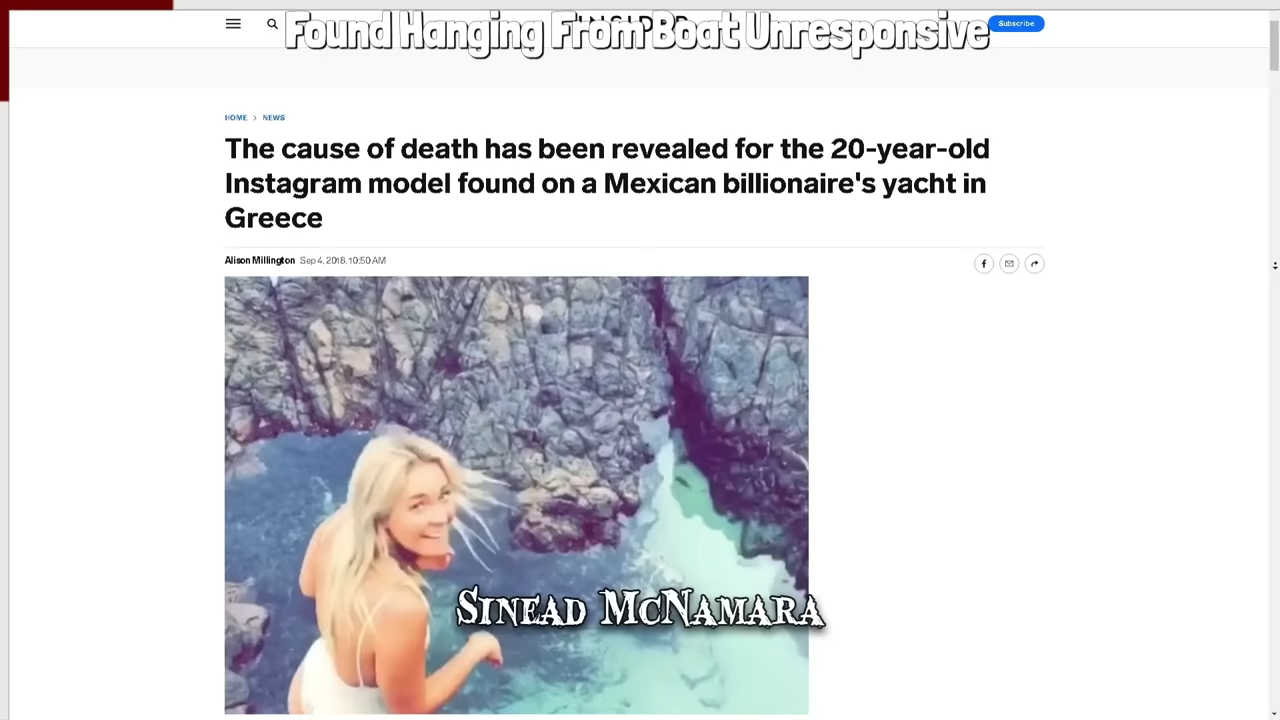 Found Hanging From Boat Unresponsive
INSIDER
Subscribe
HOME > NEWS
The cause of death has been revealed for the 20-year-old
Instagram model found on a Mexican billionaire's yacht in
Greece
Alison Millington Sep 4, 2018, 10:50 AM
Sinead McNamara